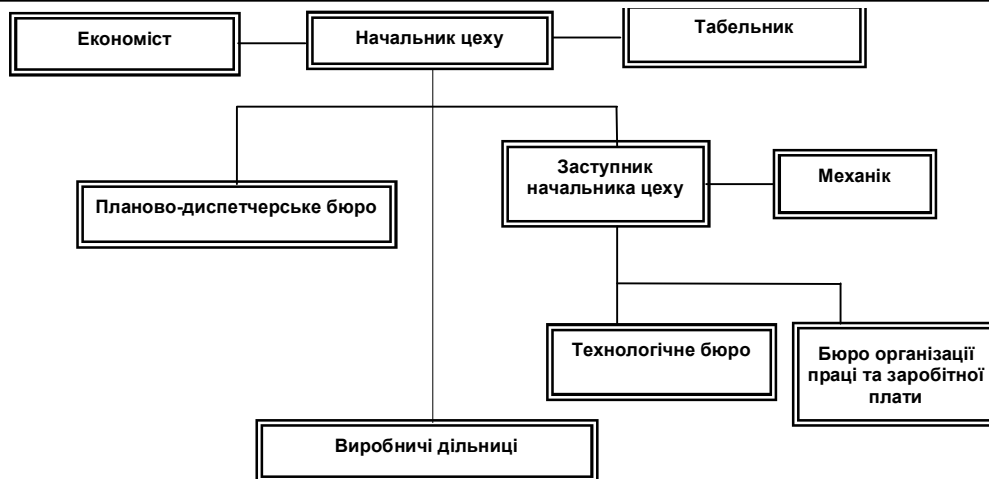 Економіст
Начальник цеху
Табельник
Заступник
начальника цеху
Механік
Планово-диспетчерське бюро
Технологічне бюро
Бюро організації
праці та заробітної
плати
Виробничі дільниці